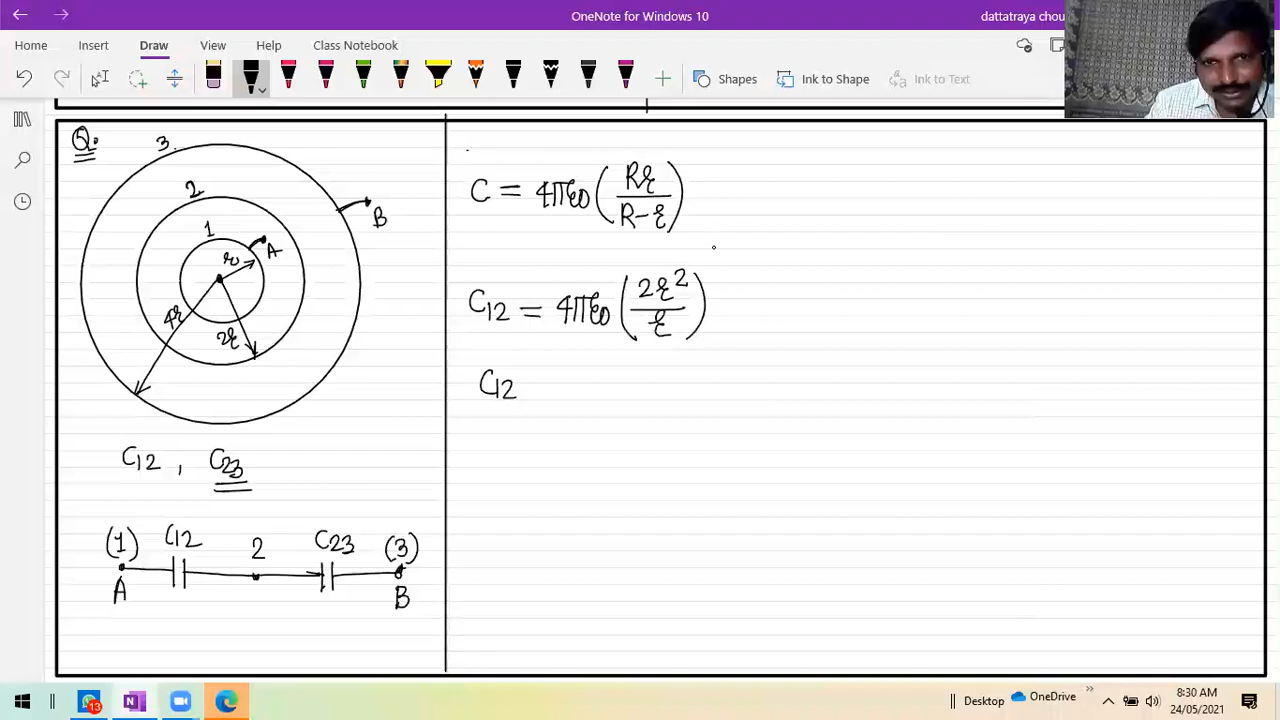 OneNote for Windows 10
dattatraya chou
Home Insert Draw View Help Class Notebook
Shapes Ink to Shape Ink to Text
Q.
3.
2
1
B
A
r
4r
2r
C12 , C23
(1) C12 2 C23 (3)
A B
C = 4πε0 (Rr / R-r)
C12 = 4πε0 (2r² / r)
C12
13
Desktop OneDrive
8:30 AM
24/05/2021